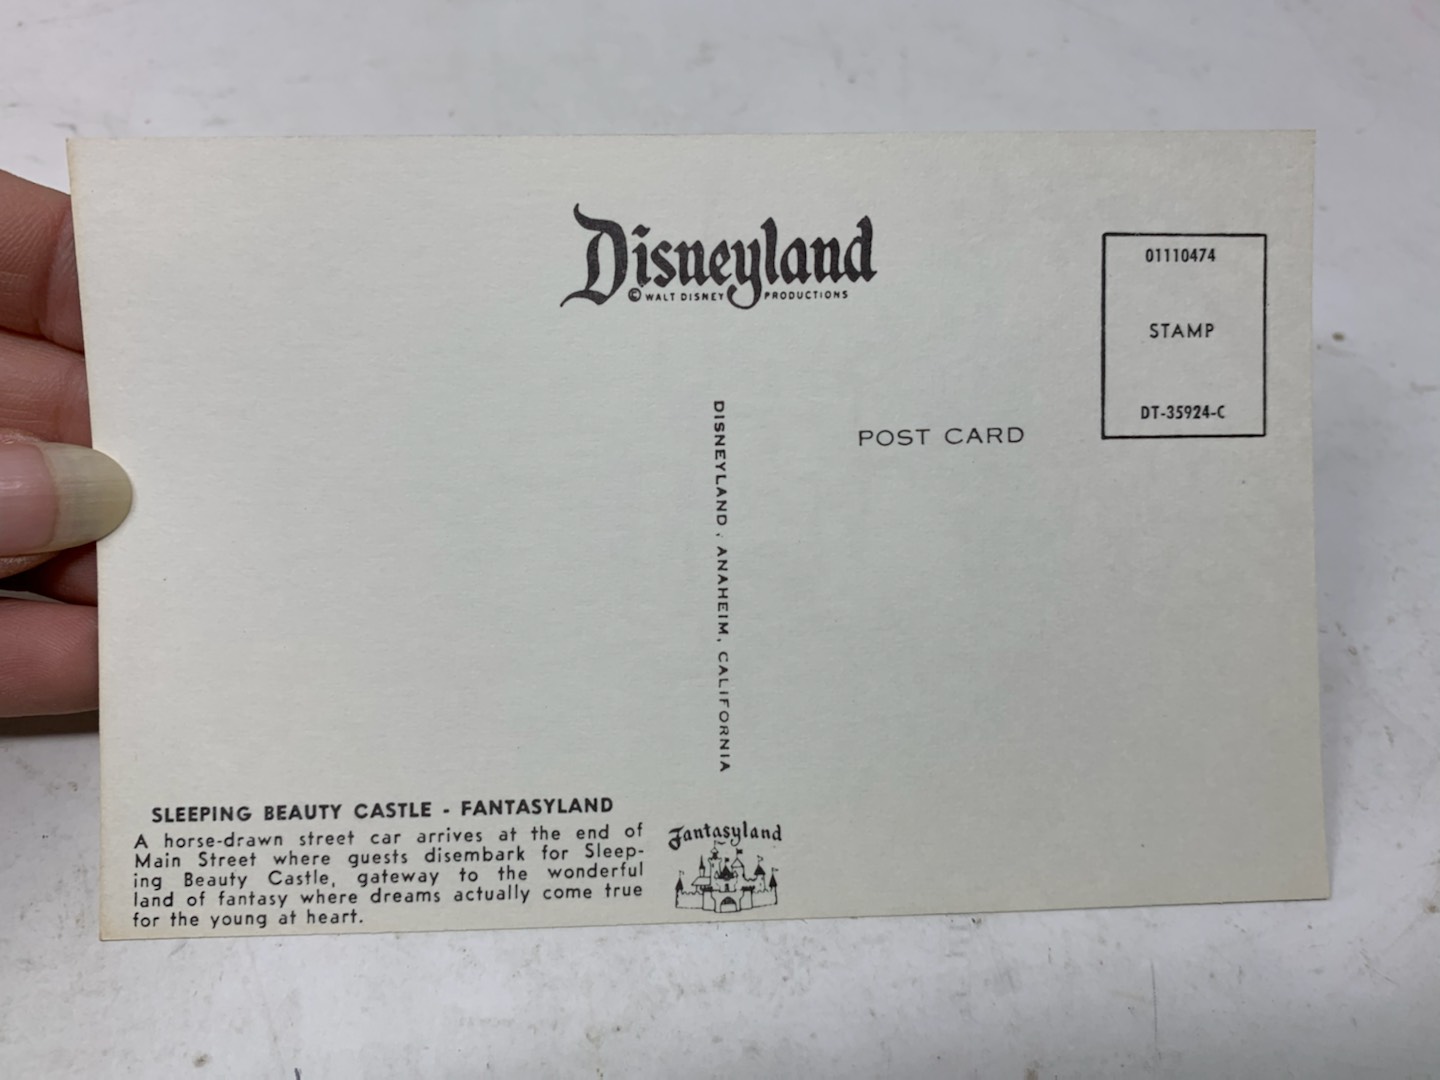 Disneyland
© WALT DISNEY PRODUCTIONS
01110474
STAMP
DT-35924-C
POST CARD
DISNEYLAND, ANAHEIM, CALIFORNIA
SLEEPING BEAUTY CASTLE - FANTASYLAND
A horse-drawn street car arrives at the end of
Main Street where guests disembark for Sleep-
ing Beauty Castle, gateway to the wonderful
land of fantasy where dreams actually come true
for the young at heart.
Fantasyland